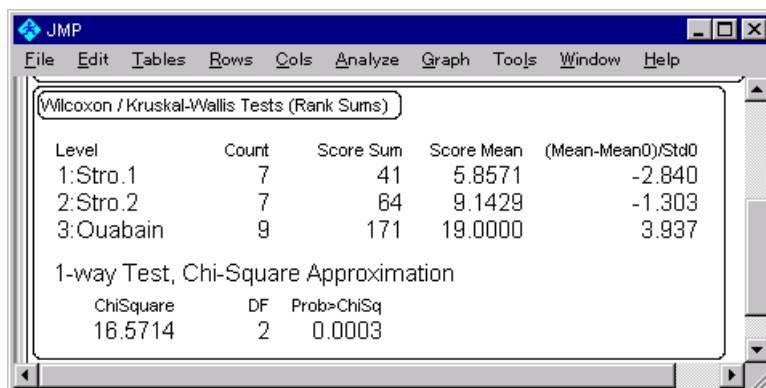 JMP
File Edit Tables Rows Cols Analyze Graph Tools Window Help
Wilcoxon / Kruskal-Wallis Tests (Rank Sums)
Level Count Score Sum Score Mean (Mean-Mean0)/Std0
1:Stro.1 7 41 5.8571 -2.840
2:Stro.2 7 64 9.1429 -1.303
3:Ouabain 9 171 19.0000 3.937
1-way Test, Chi-Square Approximation
ChiSquare DF Prob>ChiSq
16.5714 2 0.0003